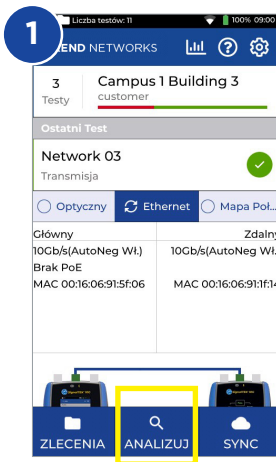 1
Liczba testów: 11
100% 09:00
END NETWORKS
3
Testy
Campus 1 Building 3
customer
Ostatni Test
Network 03
Transmisja
Optyczny
Ethernet
Mapa Poł...
Główny
Zdalny
10Gb/s(AutoNeg Wł.)
10Gb/s(AutoNeg Wł.
Brak PoE
MAC 00:16:06:91:5f:06
MAC 00:16:06:91:1f:14
ZLECENIA
ANALIZUJ
SYNC